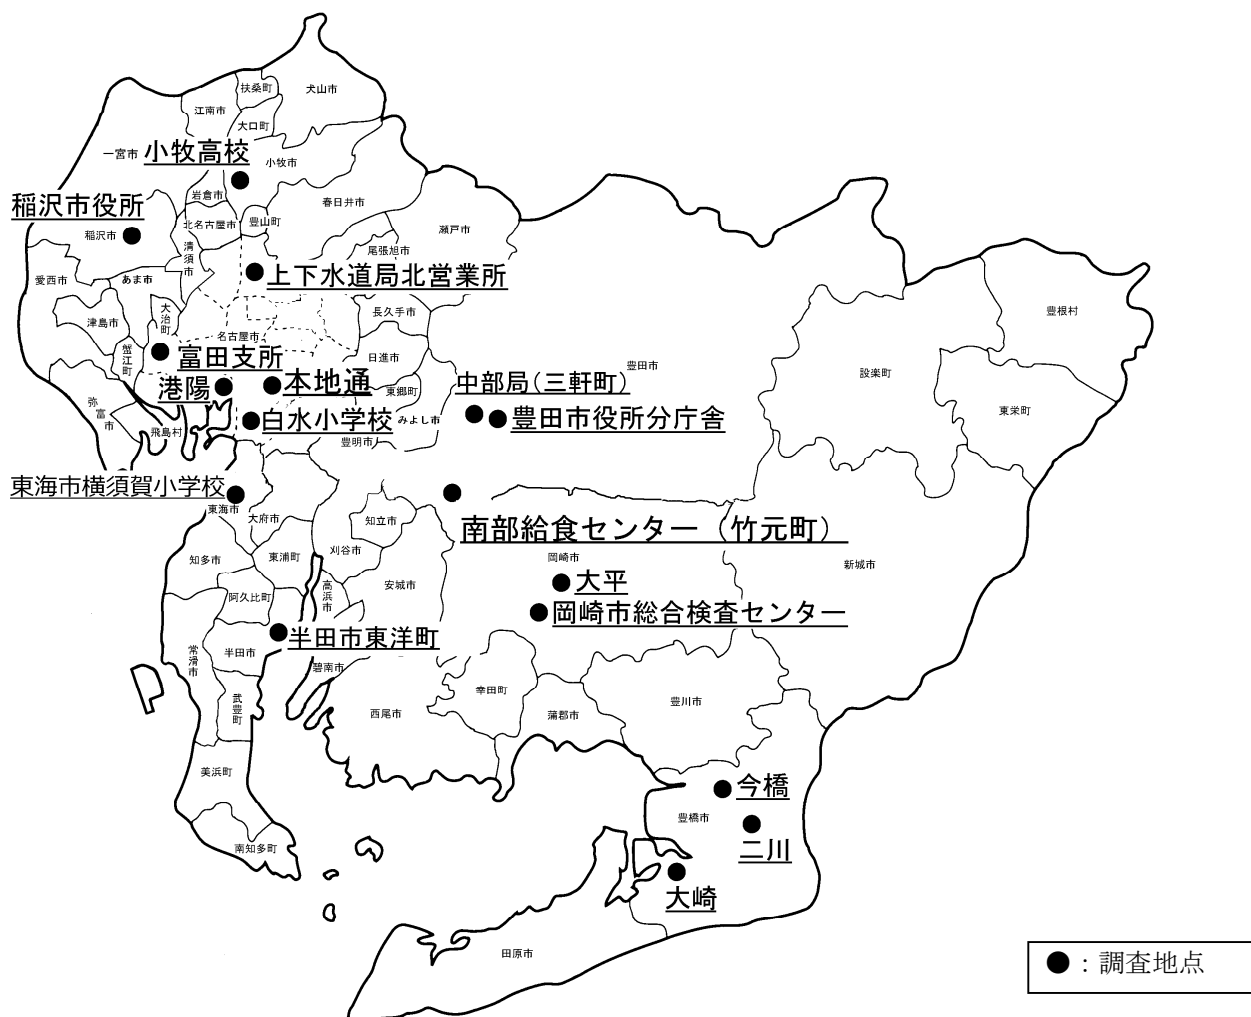 扶桑町
犬山市
江南市
大口町
一宮市
小牧高校
小牧市
岩倉市
稲沢市役所
春日井市
北名古屋市
豊山町
稲沢市
瀬戸市
清須市
尾張旭市
愛西市
あま市
上下水道局北営業所
豊根村
大治町
長久手市
津島市
名古屋市
蟹江町
富田支所
日進市
豊田市
設楽町
港陽
本地通
東郷町
中部局(三軒町)
弥富市
飛島村
白水小学校
みよし市
豊田市役所分庁舎
東栄町
豊明市
東海市横須賀小学校
東海市
大府市
知立市
南部給食センター(竹元町)
知多市
東浦町
刈谷市
岡崎市
新城市
安城市
大平
阿久比町
高浜市
岡崎市総合検査センター
半田市東洋町
常滑市
半田市
碧南市
武豊町
西尾市
幸田町
蒲郡市
豊川市
美浜町
今橋
豊橋市
南知多町
二川
大崎
田原市
●:調査地点